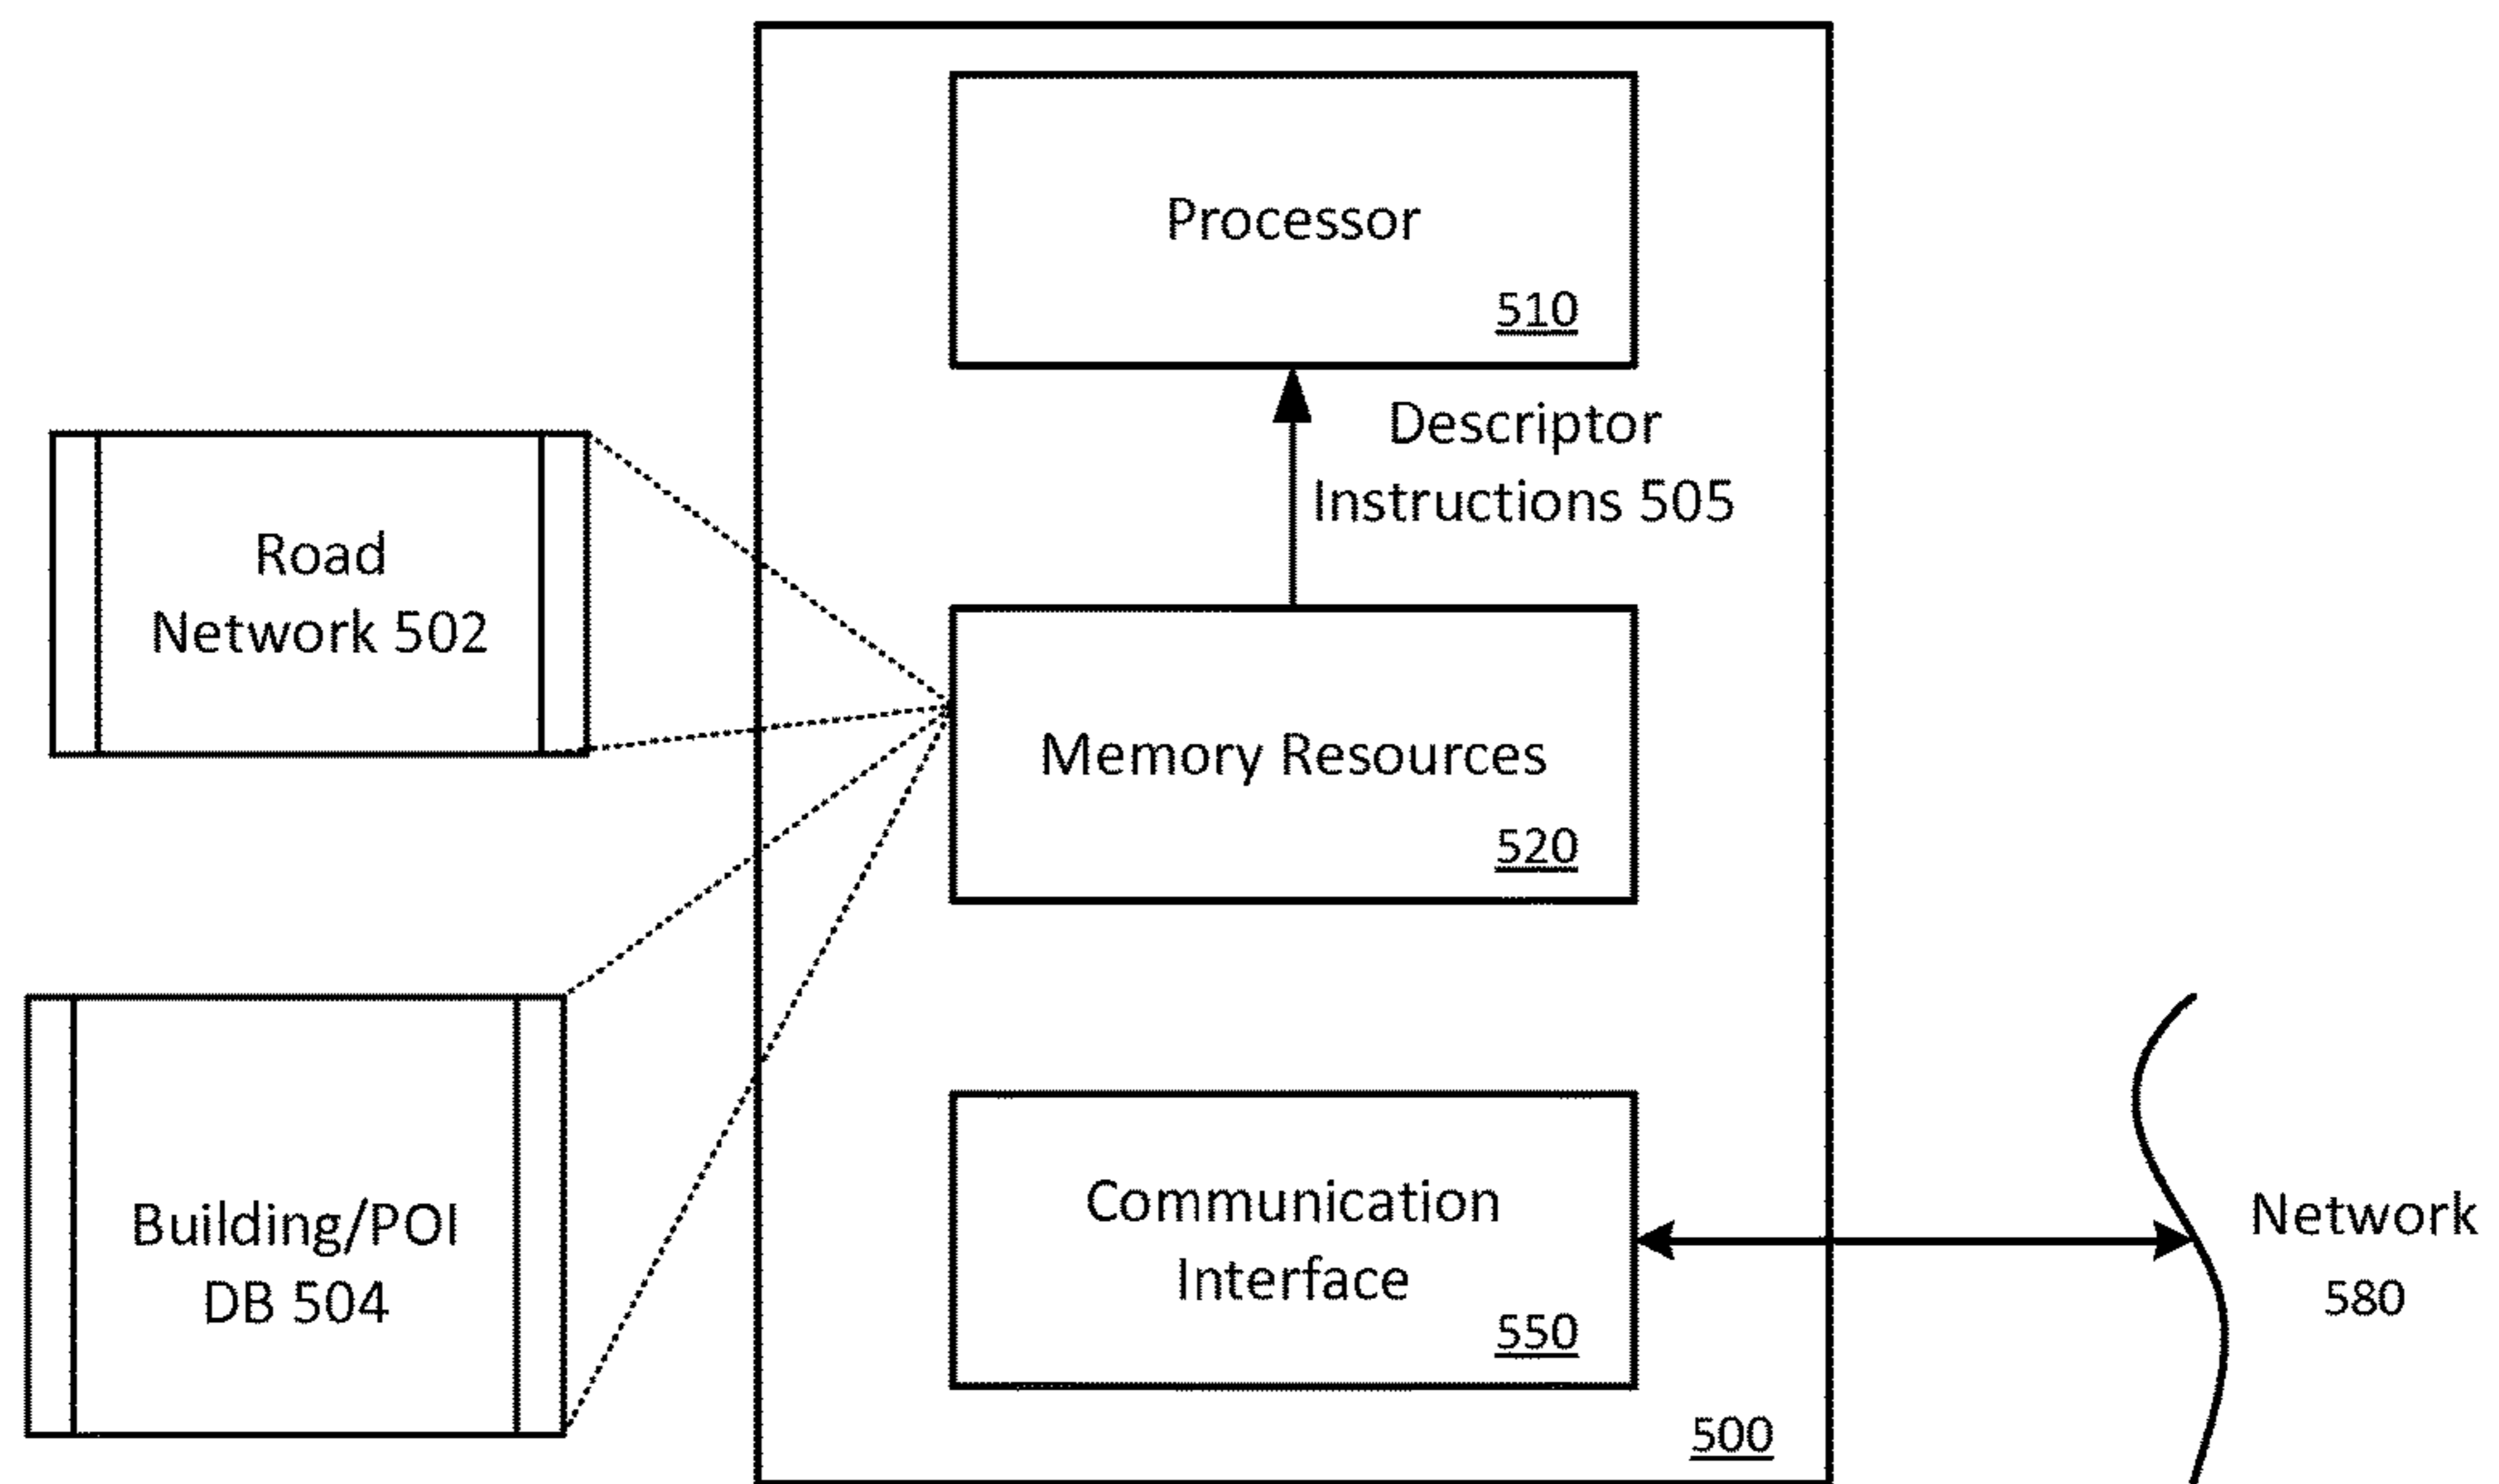 Processor
510
Descriptor
Instructions 505
Road
Network 502
Memory Resources
520
Building/POI
DB 504
Communication
Interface
550
Network
580
500